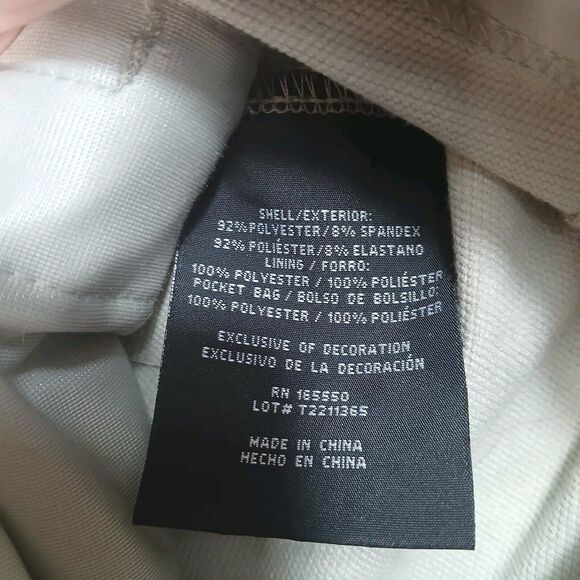 SHELL/EXTERIOR:
92% POLYESTER/8% SPANDEX
92% POLIÉSTER/8% ELASTANO
LINING / FORRO:
100% POLYESTER / 100% POLIÉSTER
POCKET BAG / BOLSO DE BOLSILLO:
100% POLYESTER / 100% POLIÉSTER
EXCLUSIVE OF DECORATION
EXCLUSIVO DE LA DECORACIÓN
RN 165550
LOT# T2211365
MADE IN CHINA
HECHO EN CHINA